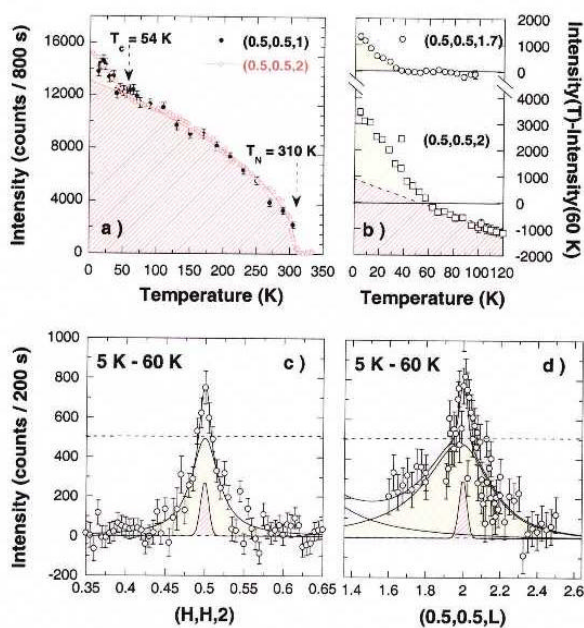 Intensity (counts / 800 s)
16000
12000
8000
4000
0
T_c = 54 K
(0.5,0.5,1)
(0.5,0.5,2)
T_N = 310 K
a )
0 50 100 150 200 250 300 350
Temperature (K)
(0.5,0.5,1.7)
(0.5,0.5,2)
b )
2000
1000
0
4000
3000
2000
1000
0
-1000
-2000
Intensity(T)-Intensity(60 K)
0 20 40 60 80 100 120
Temperature (K)
Intensity (counts / 200 s)
1000
800
600
400
200
0
-200
5 K - 60 K
c )
0.35 0.4 0.45 0.5 0.55 0.6 0.65
(H,H,2)
5 K - 60 K
d )
1.4 1.6 1.8 2 2.2 2.4 2.6
(0.5,0.5,L)